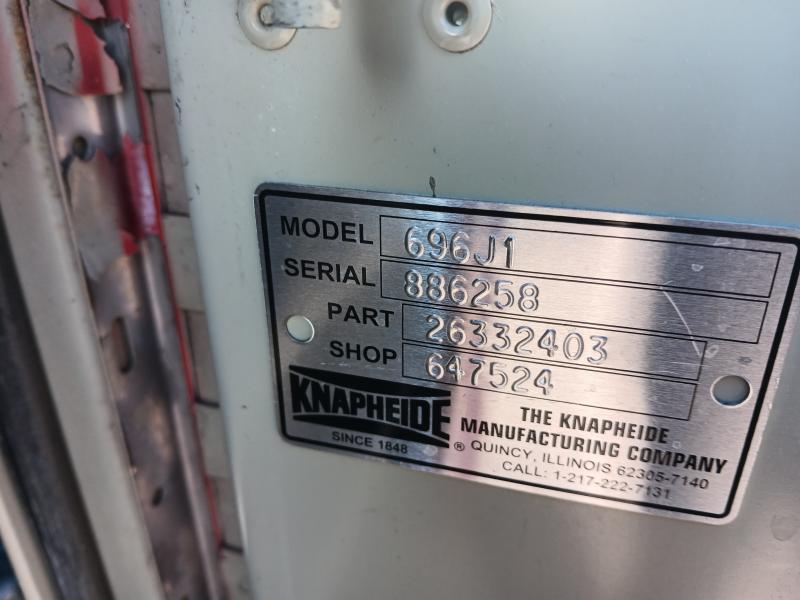 MODEL 696J1
SERIAL 886258
PART 26332403
SHOP 647524
KNAPHEIDE ®
SINCE 1848
THE KNAPHEIDE
MANUFACTURING COMPANY
QUINCY, ILLINOIS 62305-7140
CALL: 1-217-222-7131